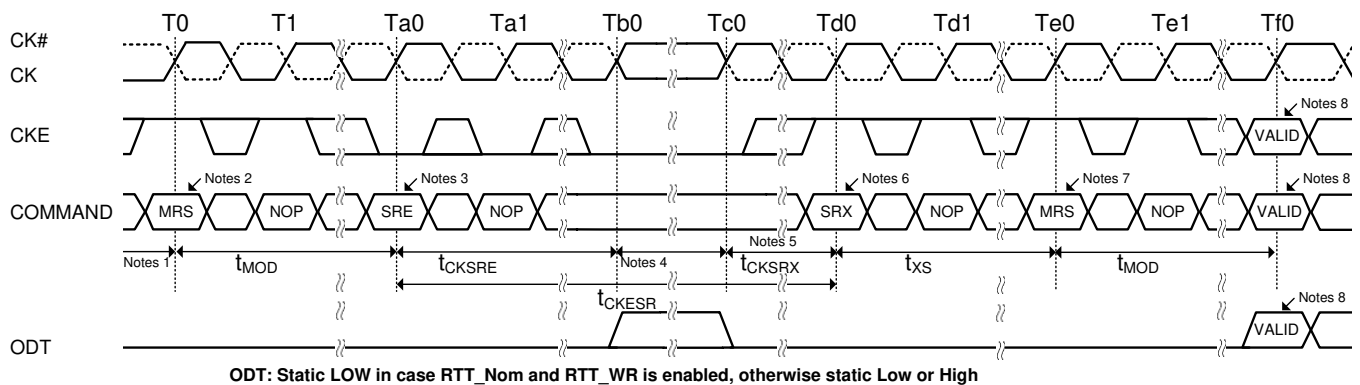 T0 T1 Ta0 Ta1 Tb0 Tc0 Td0 Td1 Te0 Te1 Tf0
CK#
CK
Notes 8
CKE VALID
Notes 2 Notes 3 Notes 6 Notes 7 Notes 8
COMMAND MRS NOP SRE NOP SRX NOP MRS NOP VALID
Notes 1 tMOD tCKSRE Notes 4 Notes 5 tCKSRX tXS tMOD
tCKESR
Notes 8
ODT VALID
ODT: Static LOW in case RTT_Nom and RTT_WR is enabled, otherwise static Low or High